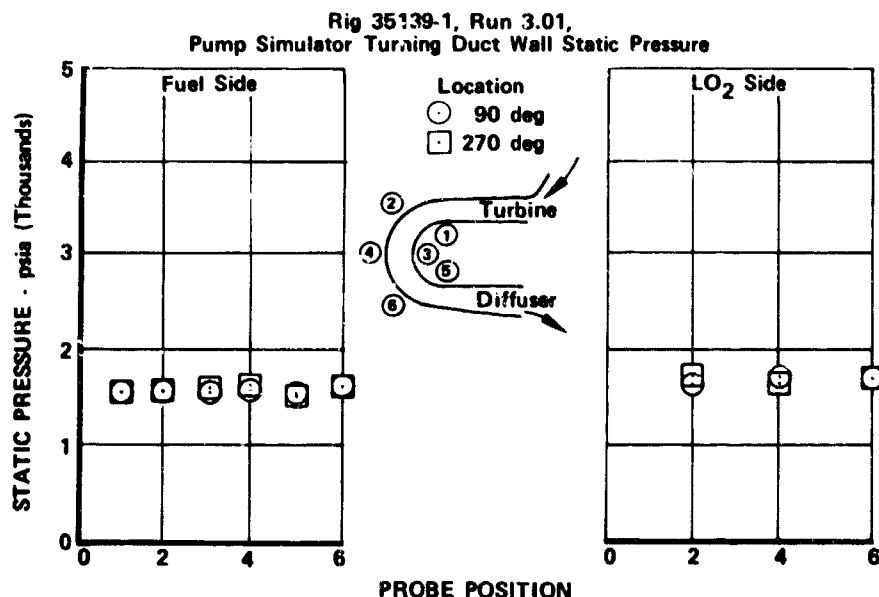 Rig 35139-1, Run 3.01,
Pump Simulator Turning Duct Wall Static Pressure
STATIC PRESSURE - psia (Thousands)
5
4
3
2
1
0
Fuel Side
0 2 4 6
Location
90 deg
270 deg
Turbine
Diffuser
1
2
3
4
5
6
LO2 Side
0 2 4 6
PROBE POSITION